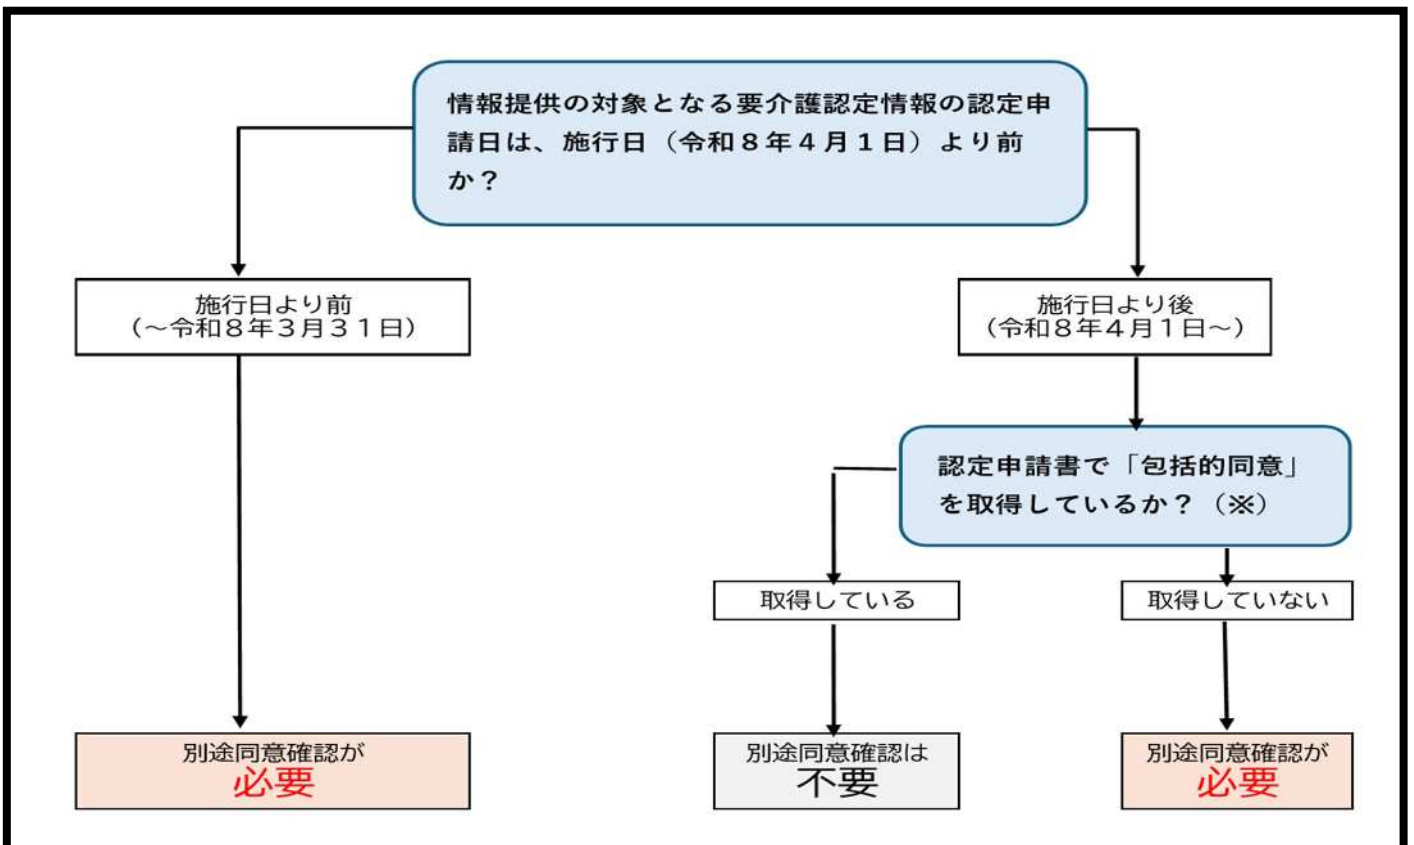 情報提供の対象となる要介護認定情報の認定申
請日は、施行日（令和８年４月１日）より前
か？
施行日より前
（～令和８年３月３１日）
施行日より後
（令和８年４月１日～）
認定申請書で「包括的同意」
を取得しているか？（※）
取得している
取得していない
別途同意確認が
必要
別途同意確認は
不要
別途同意確認が
必要